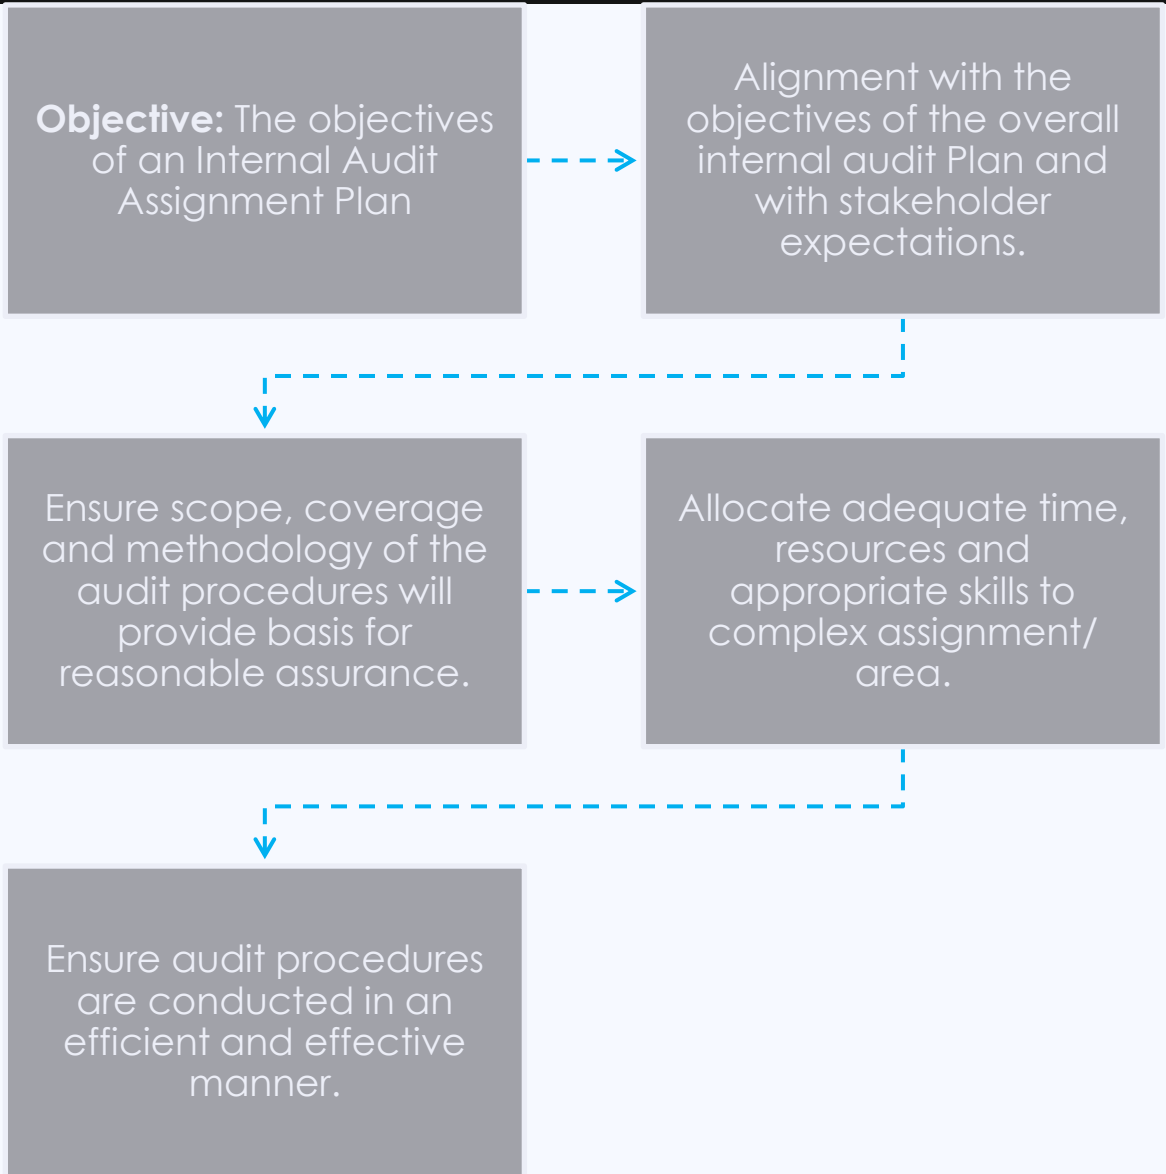 Objective: The objectives
of an Internal Audit
Assignment Plan
Alignment with the
objectives of the overall
internal audit Plan and
with stakeholder
expectations.
Ensure scope, coverage
and methodology of the
audit procedures will
provide basis for
reasonable assurance.
Allocate adequate time,
resources and
appropriate skills to
complex assignment/
area.
Ensure audit procedures
are conducted in an
efficient and effective
manner.